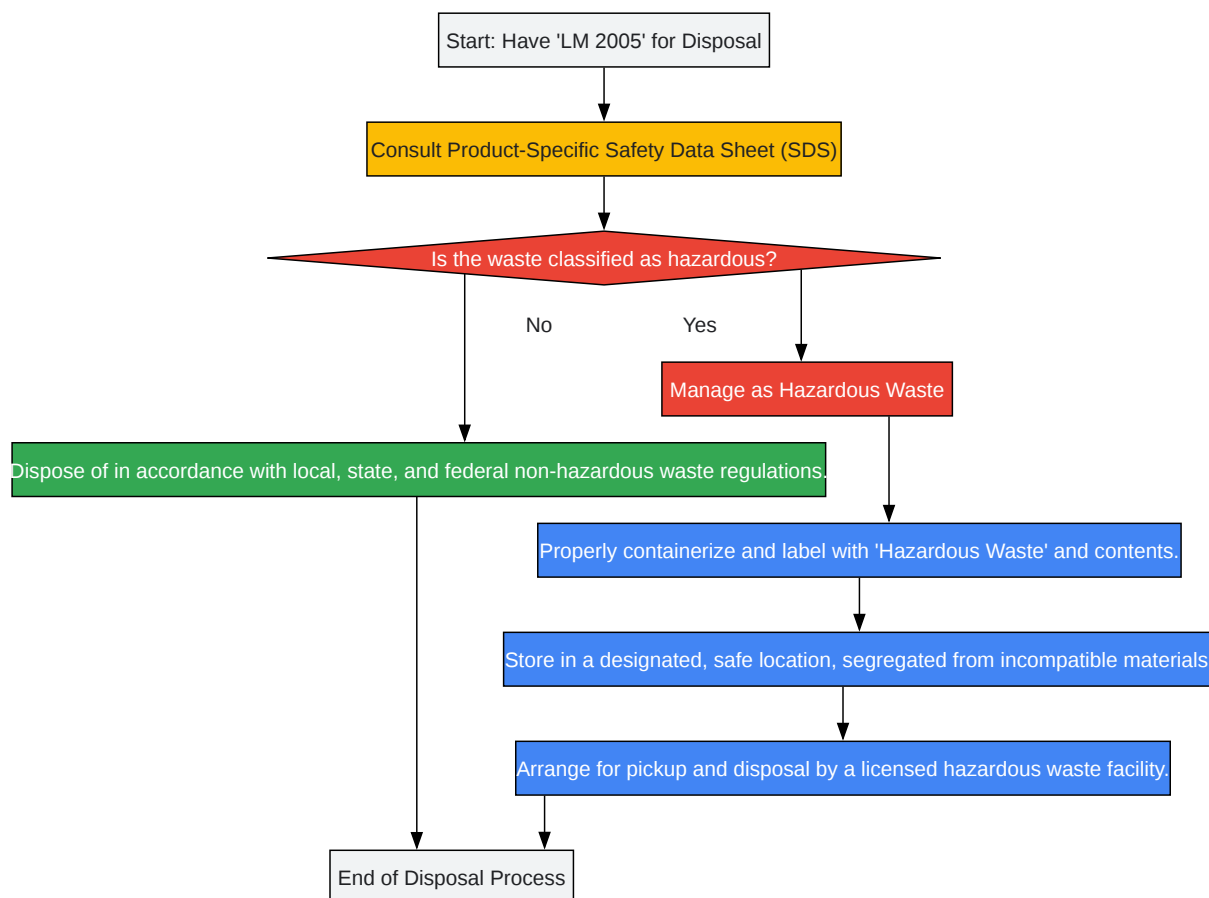 Start: Have 'LM 2005' for Disposal
Consult Product-Specific Safety Data Sheet (SDS)
Is the waste classified as hazardous?
No
Yes
Manage as Hazardous Waste
Dispose of in accordance with local, state, and federal non-hazardous waste regulations.
Properly containerize and label with 'Hazardous Waste' and contents.
Store in a designated, safe location, segregated from incompatible materials
Arrange for pickup and disposal by a licensed hazardous waste facility.
End of Disposal Process